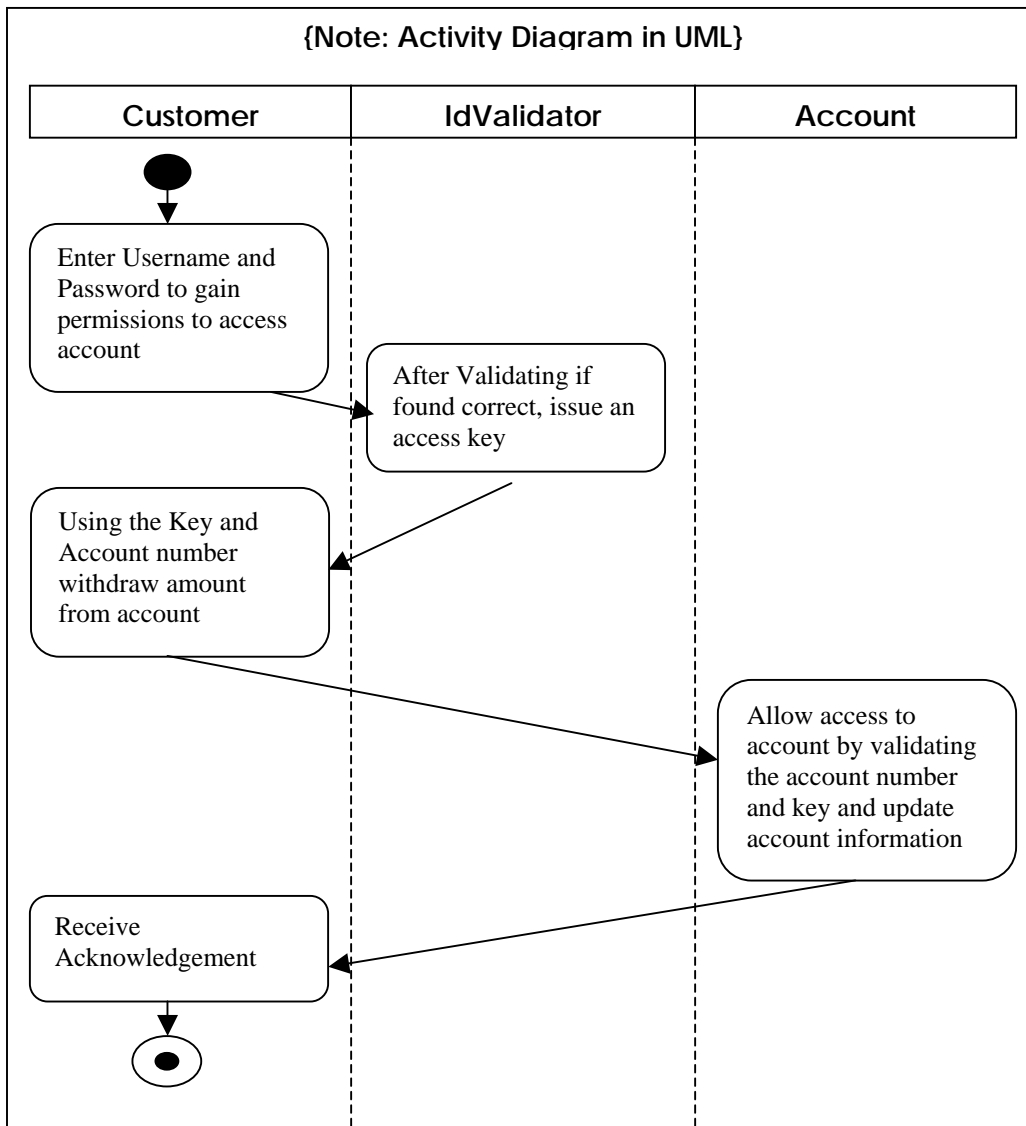 {Note: Activity Diagram in UML}
Customer
IdValidator
Account
Enter Username and
Password to gain
permissions to access
account
After Validating if
found correct, issue an
access key
Using the Key and
Account number
withdraw amount
from account
Allow access to
account by validating
the account number
and key and update
account information
Receive
Acknowledgement